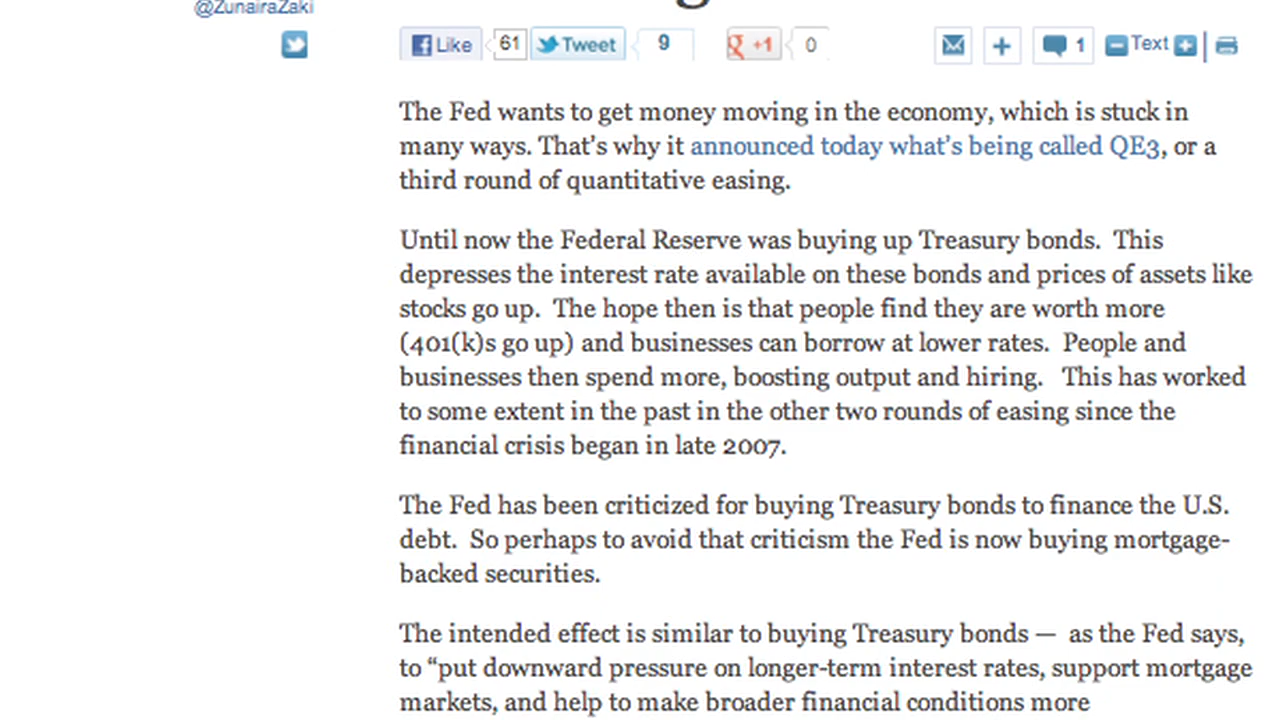 @ZunairaZaki
Like 61 Tweet 9 +1 0 1 Text
The Fed wants to get money moving in the economy, which is stuck in
many ways. That's why it announced today what's being called QE3, or a
third round of quantitative easing.
Until now the Federal Reserve was buying up Treasury bonds.  This
depresses the interest rate available on these bonds and prices of assets like
stocks go up.  The hope then is that people find they are worth more
(401(k)s go up) and businesses can borrow at lower rates.  People and
businesses then spend more, boosting output and hiring.   This has worked
to some extent in the past in the other two rounds of easing since the
financial crisis began in late 2007.
The Fed has been criticized for buying Treasury bonds to finance the U.S.
debt.  So perhaps to avoid that criticism the Fed is now buying mortgage-
backed securities.
The intended effect is similar to buying Treasury bonds —  as the Fed says,
to “put downward pressure on longer-term interest rates, support mortgage
markets, and help to make broader financial conditions more